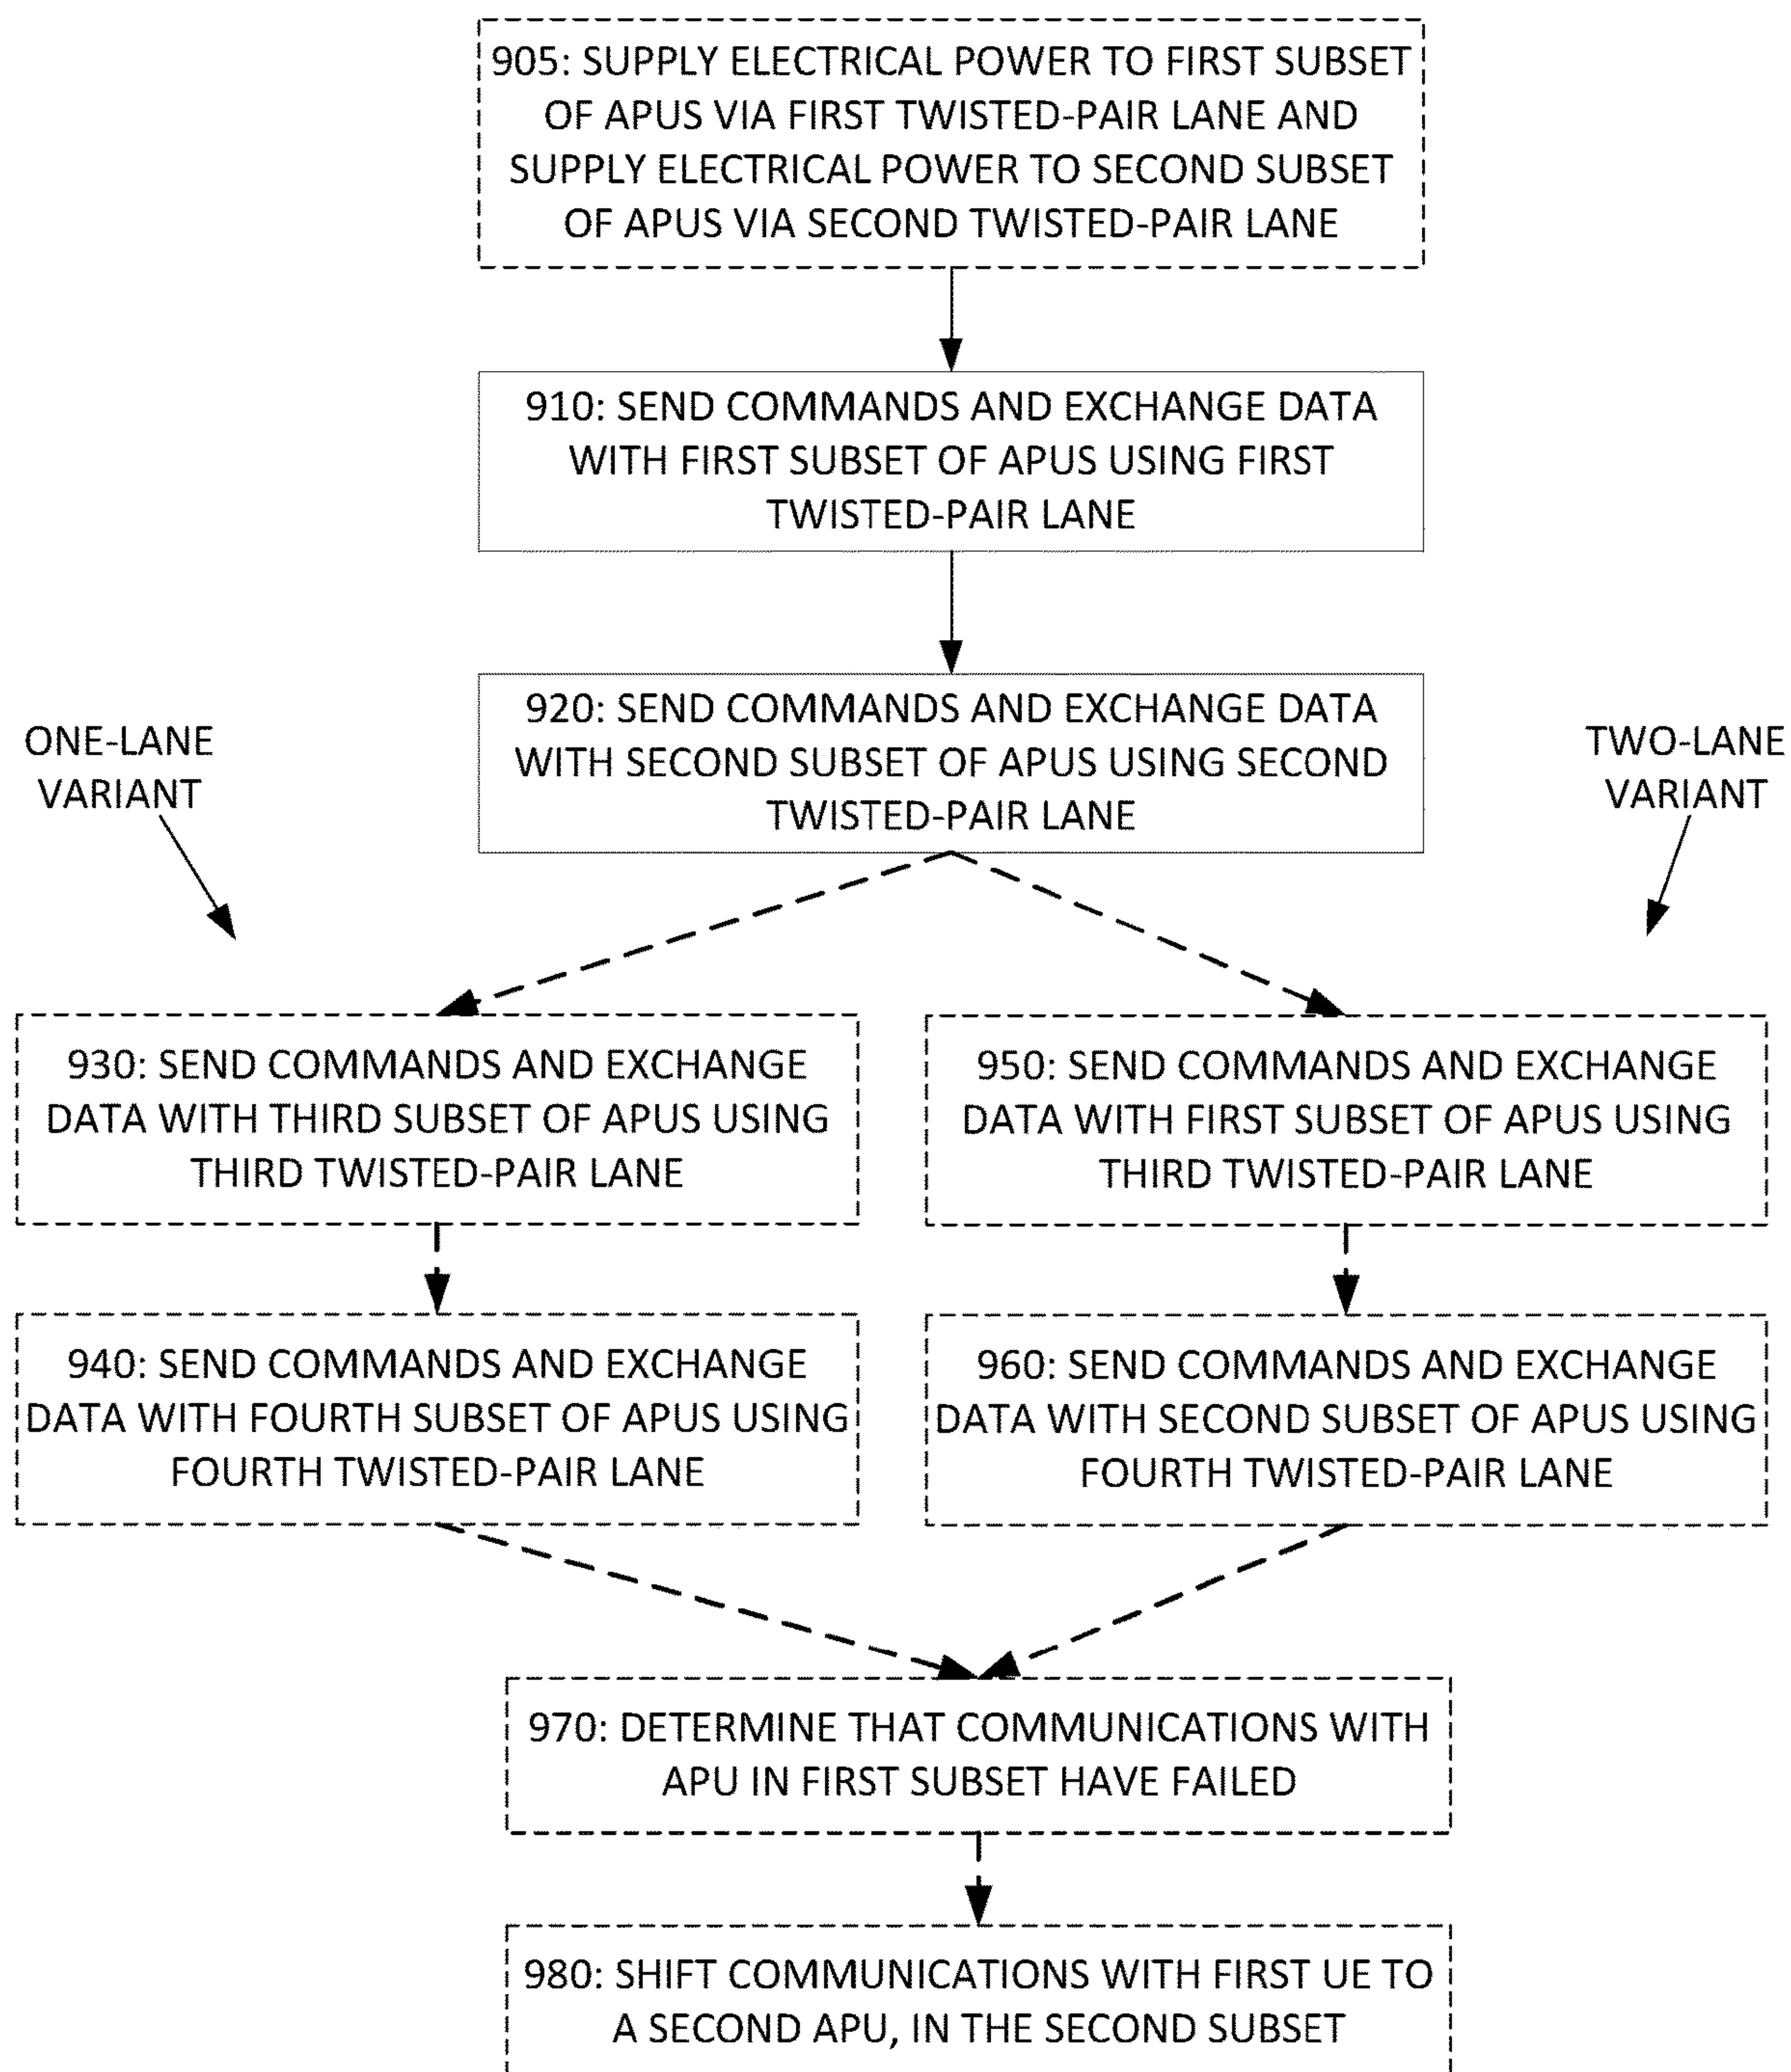 905: SUPPLY ELECTRICAL POWER TO FIRST SUBSET
OF APUS VIA FIRST TWISTED-PAIR LANE AND
SUPPLY ELECTRICAL POWER TO SECOND SUBSET
OF APUS VIA SECOND TWISTED-PAIR LANE
910: SEND COMMANDS AND EXCHANGE DATA
WITH FIRST SUBSET OF APUS USING FIRST
TWISTED-PAIR LANE
920: SEND COMMANDS AND EXCHANGE DATA
WITH SECOND SUBSET OF APUS USING SECOND
TWISTED-PAIR LANE
ONE-LANE
VARIANT
TWO-LANE
VARIANT
930: SEND COMMANDS AND EXCHANGE
DATA WITH THIRD SUBSET OF APUS USING
THIRD TWISTED-PAIR LANE
950: SEND COMMANDS AND EXCHANGE
DATA WITH FIRST SUBSET OF APUS USING
THIRD TWISTED-PAIR LANE
940: SEND COMMANDS AND EXCHANGE
DATA WITH FOURTH SUBSET OF APUS USING
FOURTH TWISTED-PAIR LANE
960: SEND COMMANDS AND EXCHANGE
DATA WITH SECOND SUBSET OF APUS USING
FOURTH TWISTED-PAIR LANE
970: DETERMINE THAT COMMUNICATIONS WITH
APU IN FIRST SUBSET HAVE FAILED
980: SHIFT COMMUNICATIONS WITH FIRST UE TO
A SECOND APU, IN THE SECOND SUBSET